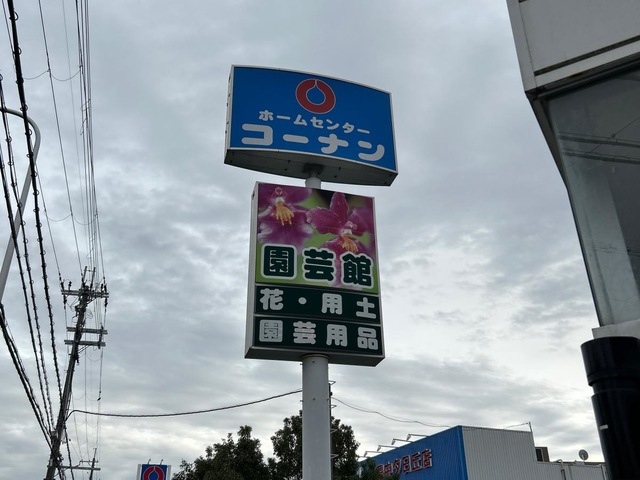 ホームセンター
コーナン
園芸館
花・用土
園芸用品